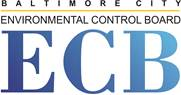 BALTIMORE CITY
ENVIRONMENTAL CONTROL BOARD
ECB